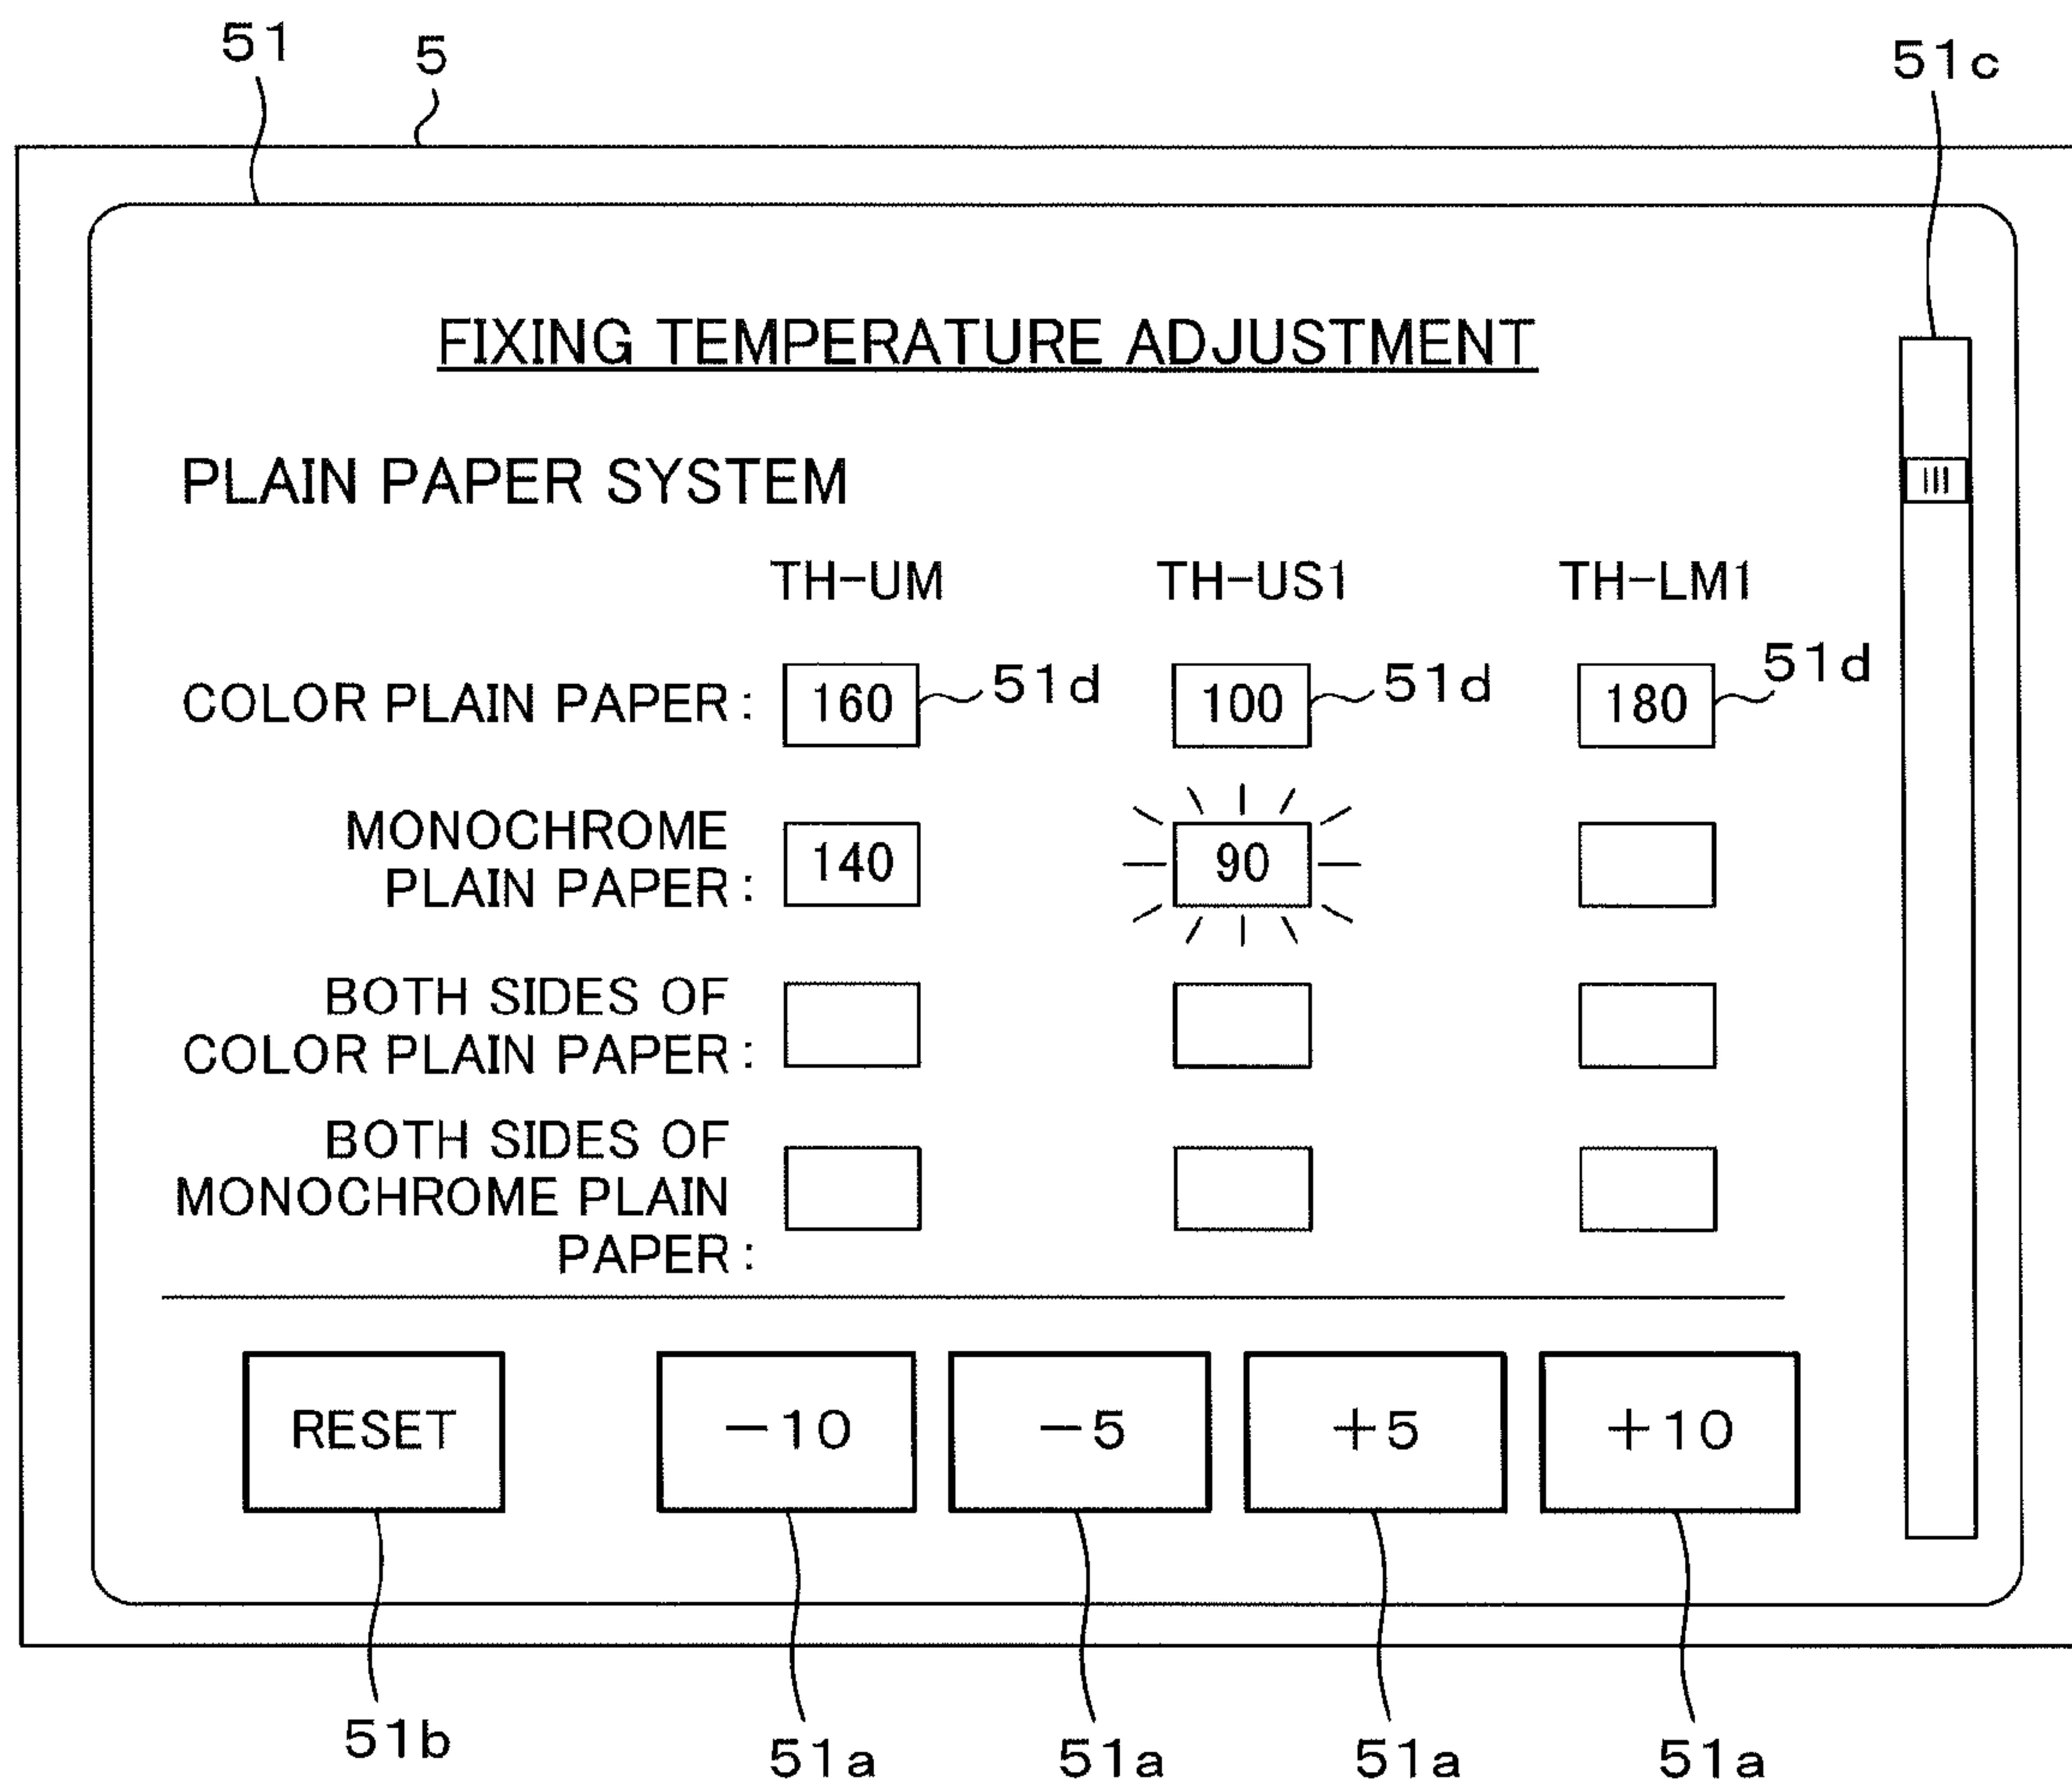 51 5 51c
FIXING TEMPERATURE ADJUSTMENT
PLAIN PAPER SYSTEM
TH-UM TH-US1 TH-LM1
COLOR PLAIN PAPER: 160 51d 100 51d 180 51d
MONOCHROME
PLAIN PAPER: 140 90
BOTH SIDES OF
COLOR PLAIN PAPER:
BOTH SIDES OF
MONOCHROME PLAIN
PAPER:
RESET -10 -5 +5 +10
51b 51a 51a 51a 51a